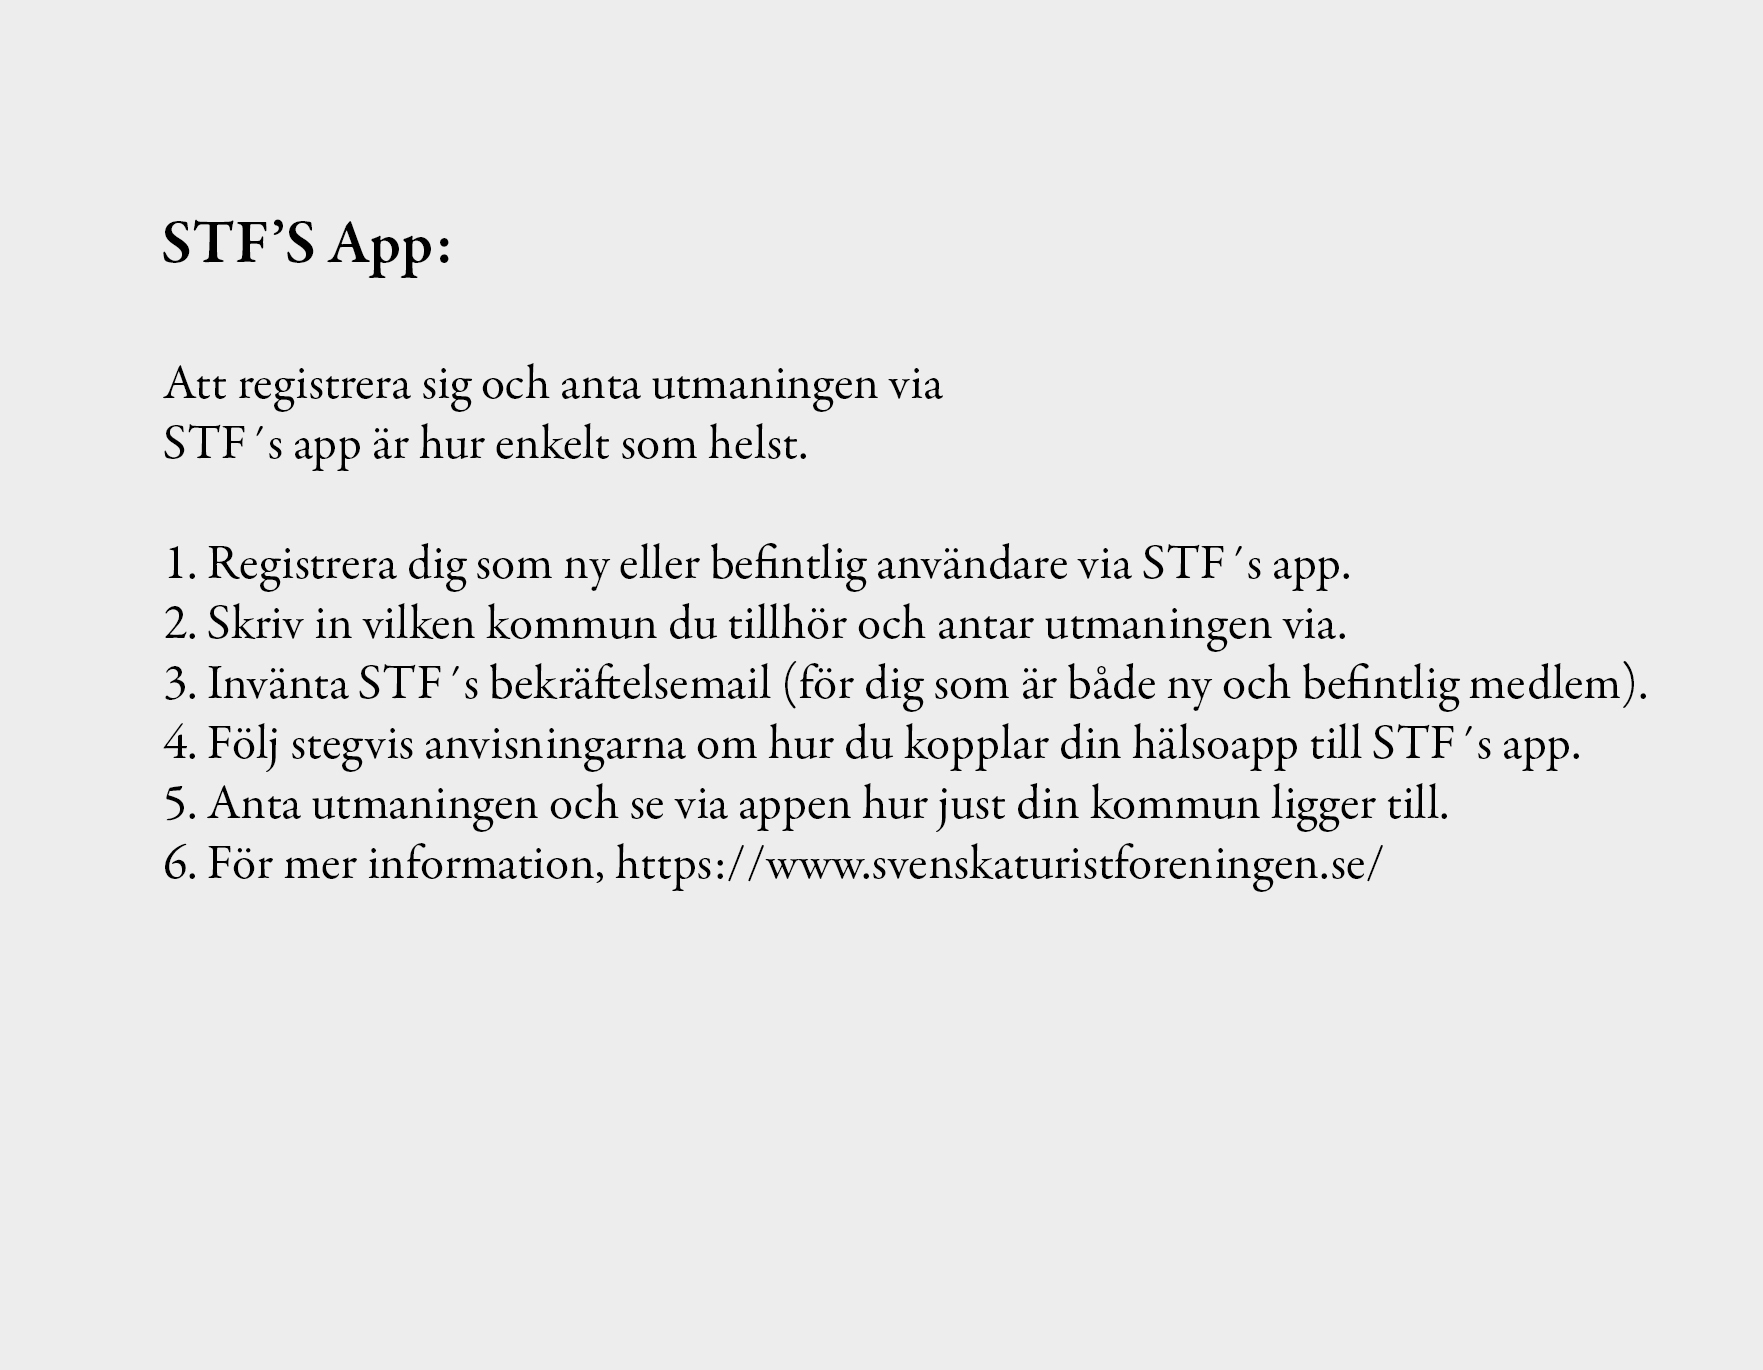 STF’S App:
Att registrera sig och anta utmaningen via
STF´s app är hur enkelt som helst.
1. Registrera dig som ny eller befintlig användare via STF´s app.
2. Skriv in vilken kommun du tillhör och antar utmaningen via.
3. Invänta STF´s bekräftelsemail (för dig som är både ny och befintlig medlem).
4. Följ stegvis anvisningarna om hur du kopplar din hälsoapp till STF´s app.
5. Anta utmaningen och se via appen hur just din kommun ligger till.
6. För mer information, https://www.svenskaturistforeningen.se/